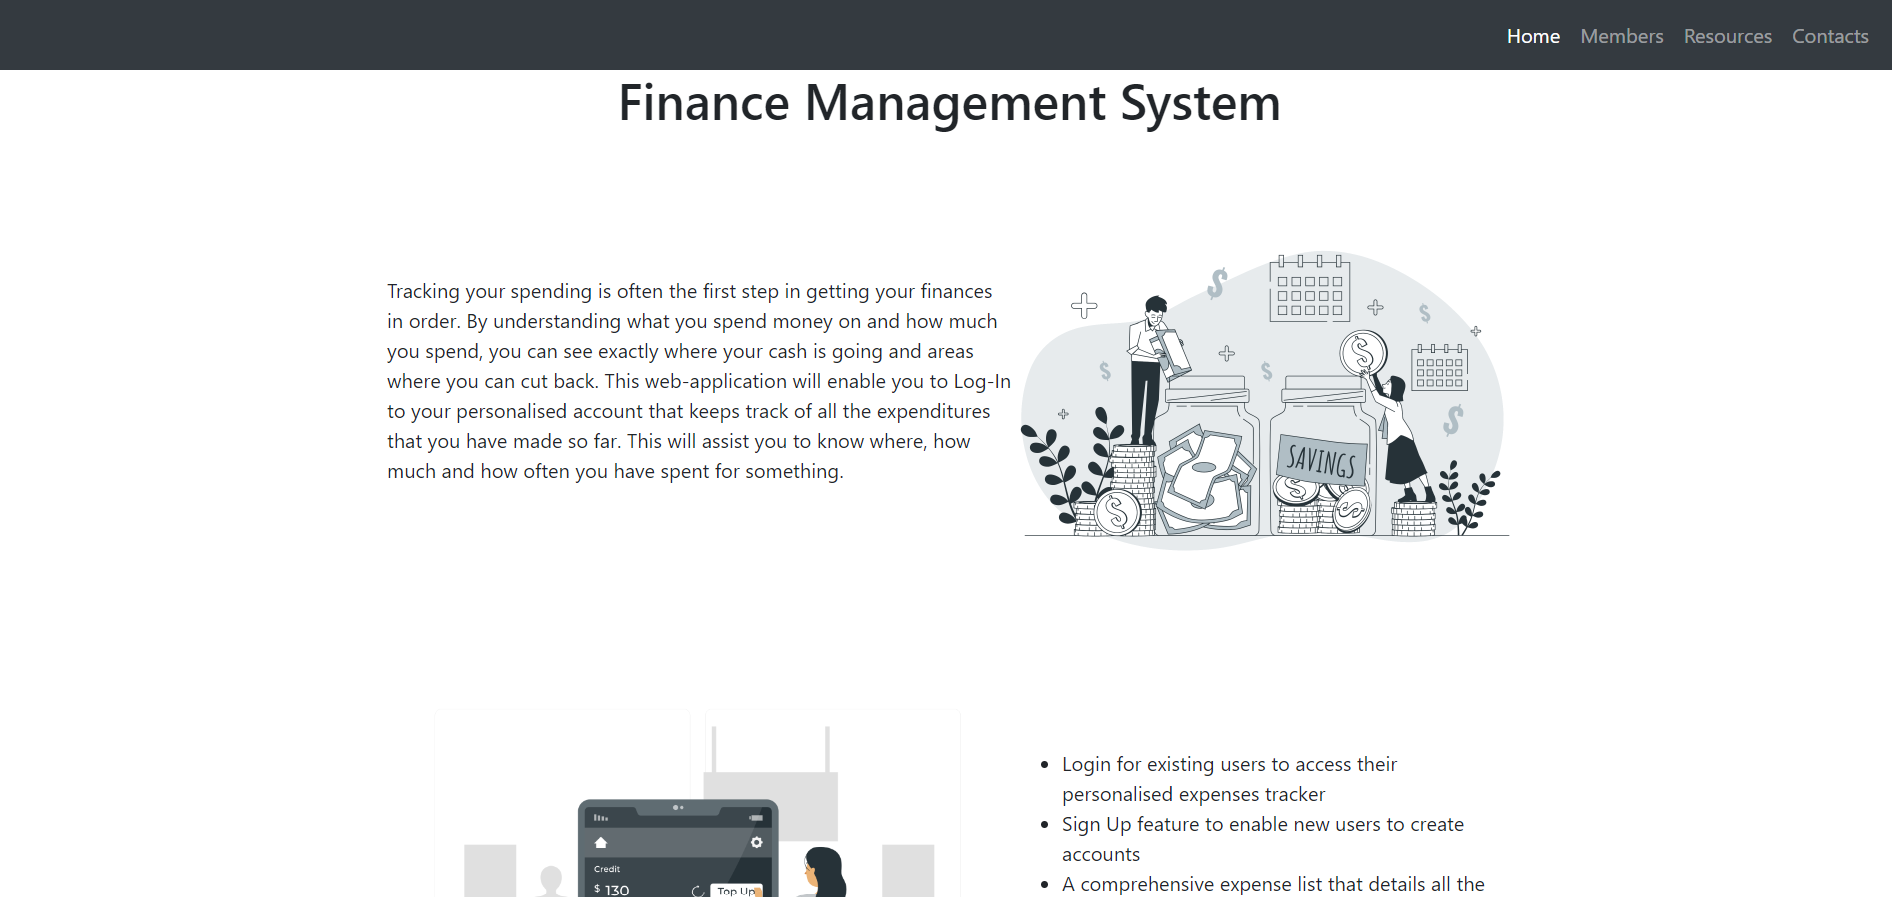 Home Members Resources Contacts
Finance Management System
Tracking your spending is often the first step in getting your finances
in order. By understanding what you spend money on and how much
you spend, you can see exactly where your cash is going and areas
where you can cut back. This web-application will enable you to Log-In
to your personalised account that keeps track of all the expenditures
that you have made so far. This will assist you to know where, how
much and how often you have spent for something.
SAVINGS
Credit
$ 130
Top Up
• Login for existing users to access their
personalised expenses tracker
• Sign Up feature to enable new users to create
accounts
• A comprehensive expense list that details all the